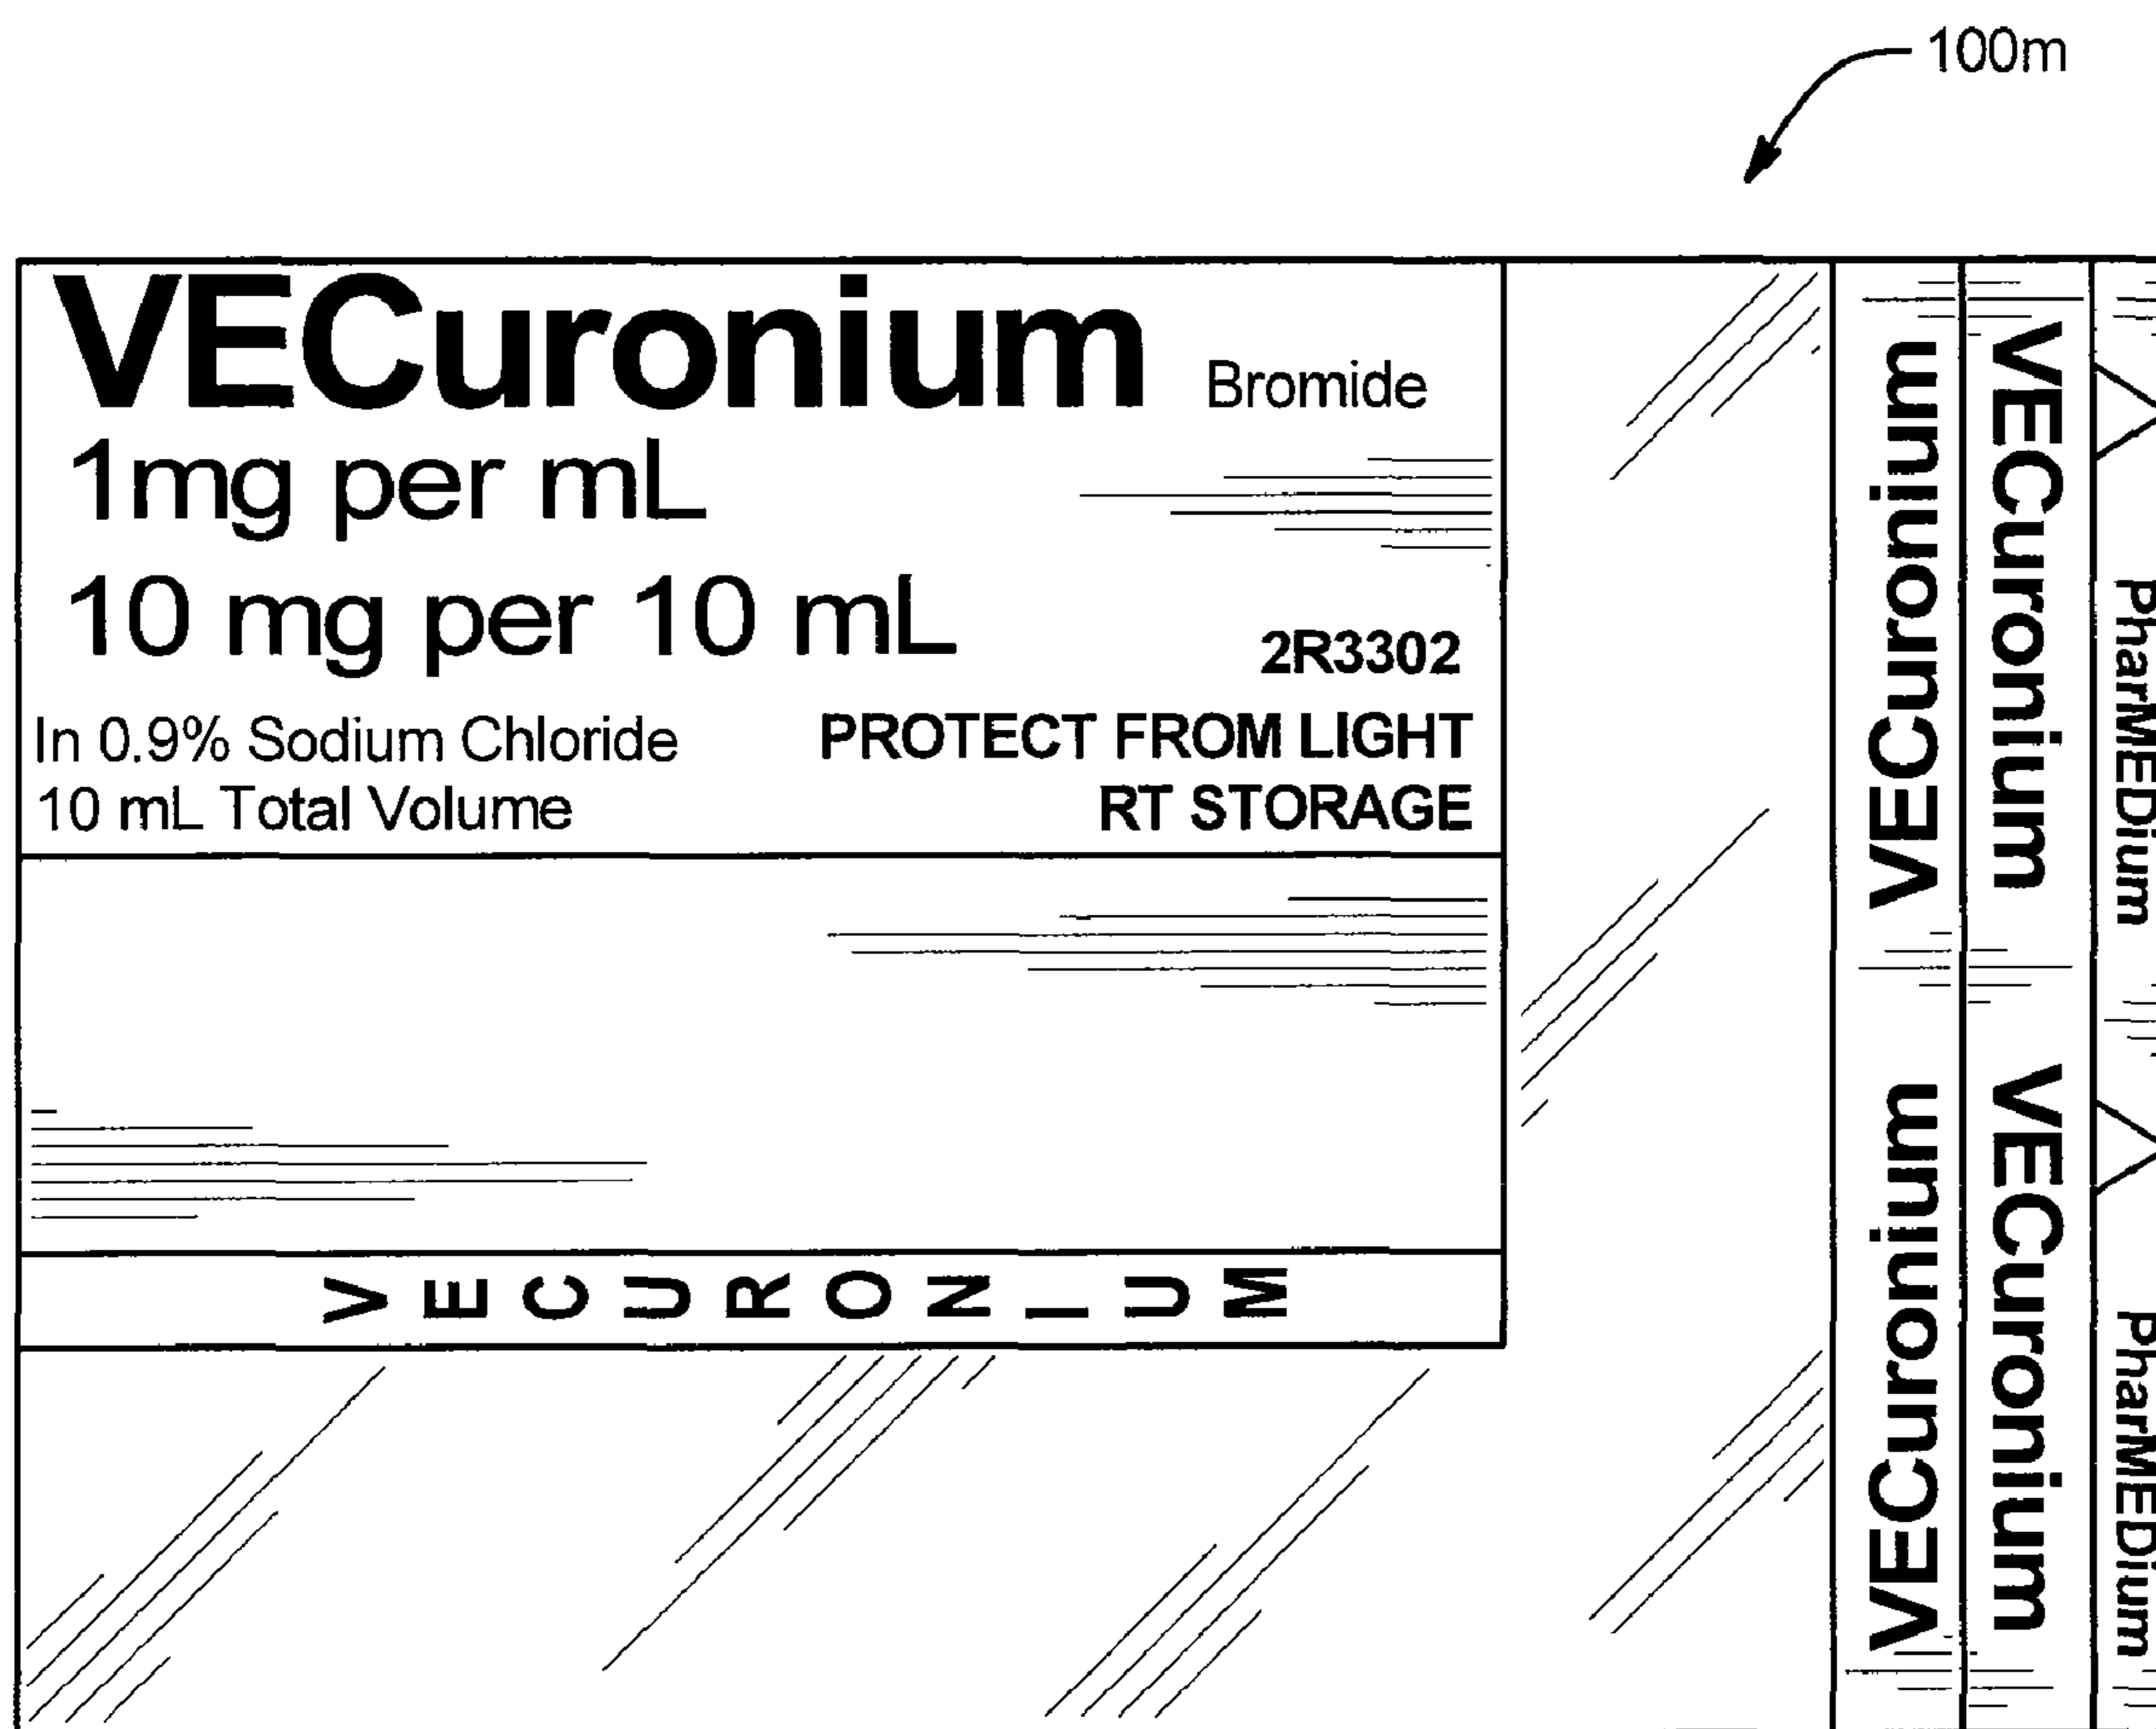 100m
VECuronium Bromide
1mg per mL
10 mg per 10 mL
2R3302
In 0.9% Sodium Chloride
PROTECT FROM LIGHT
10 mL Total Volume
RT STORAGE
VECURONIUM
VECuronium
VECuronium
VECuronium
VECuronium
PharMEDium
PharMEDium